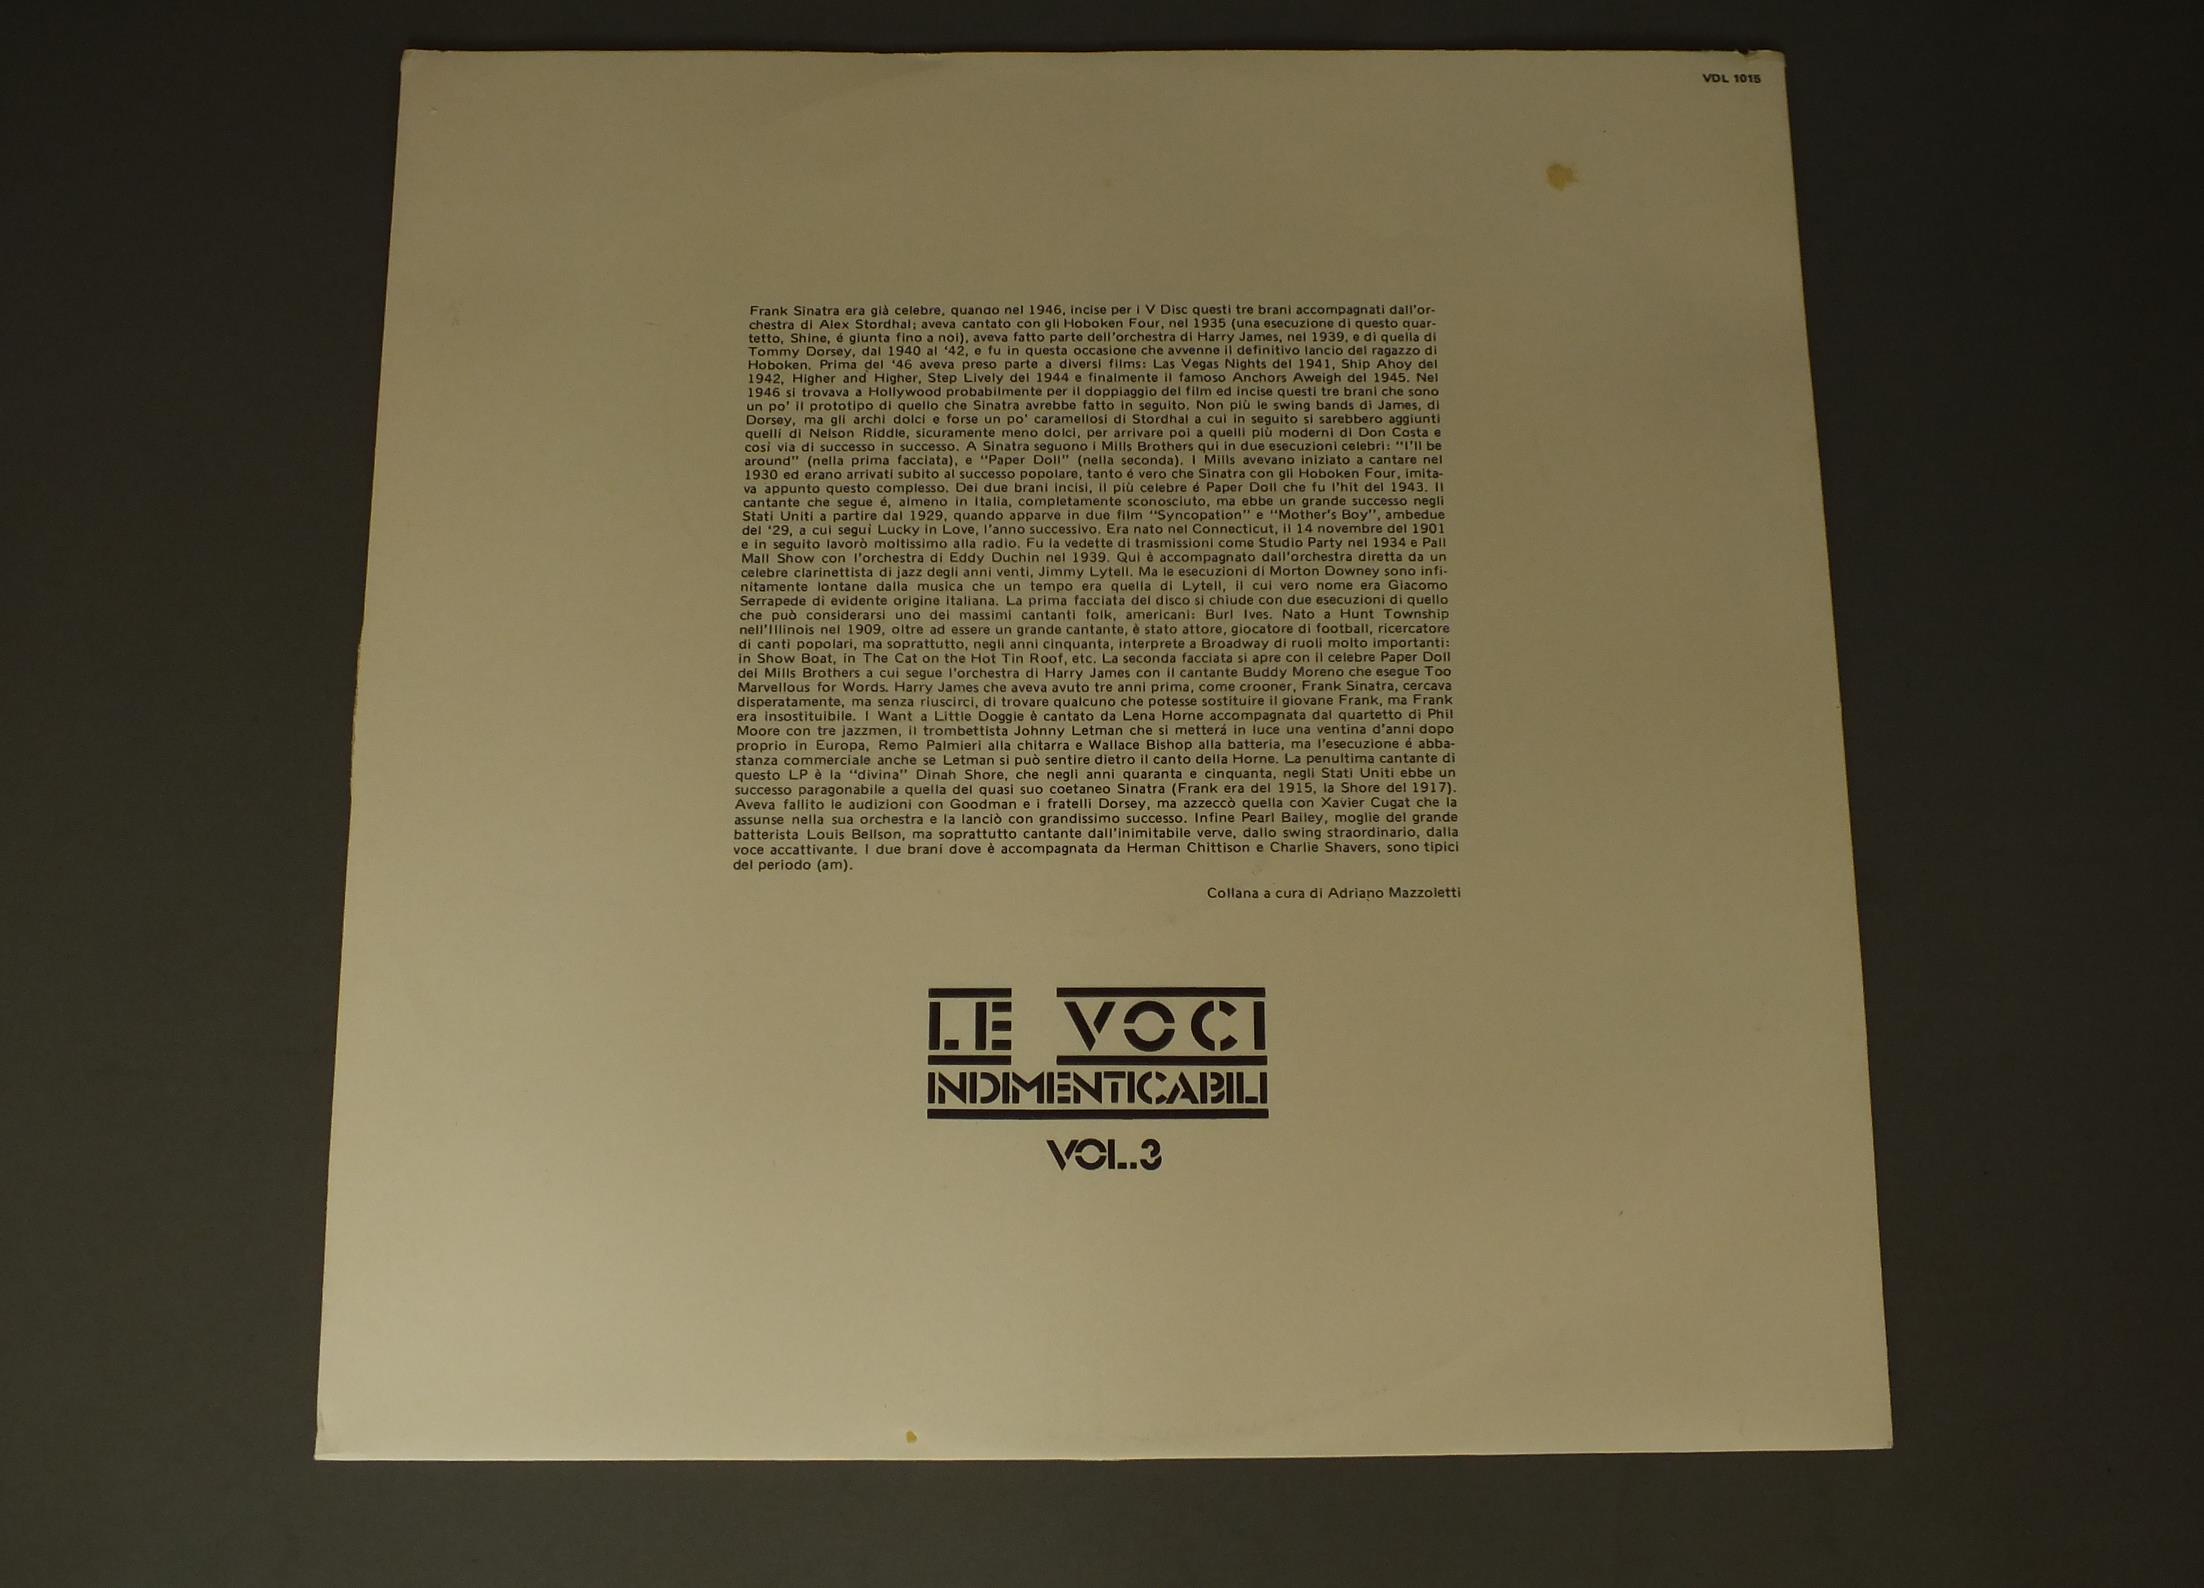 VDL 1015
Frank Sinatra era già celebre, quando nel 1946, incise per i V Disc questi tre brani accompagnati dall'or-
chestra di Alex Stordhal; aveva cantato con gli Hoboken Four, nel 1935 (una esecuzione di questo quar-
tetto, Shine, é giunta fino a noi), aveva fatto parte dell'orchestra di Harry James, nel 1939, e di quella di
Tommy Dorsey, dal 1940 al '42, e fu in questa occasione che avvenne il definitivo lancio del ragazzo di
Hoboken. Prima del '46 aveva preso parte a diversi films: Las Vegas Nights del 1941, Ship Ahoy del
1942, Higher and Higher, Step Lively del 1944 e finalmente il famoso Anchors Aweigh del 1945. Nel
1946 si trovava a Hollywood probabilmente per il doppiaggio del film ed incise questi tre brani che sono
un po' il prototipo di quello che Sinatra avrebbe fatto in seguito. Non più le swing bands di James, di
Dorsey, ma gli archi dolci e forse un po' caramellosi di Stordhal a cui in seguito si sarebbero aggiunti
quelli di Nelson Riddle, sicuramente meno dolci, per arrivare poi a quelli più moderni di Don Costa e
così via di successo in successo. A Sinatra seguono i Mills Brothers qui in due esecuzioni celebri: "I'll be
around" (nella prima facciata), e "Paper Doll" (nella seconda). I Mills avevano iniziato a cantare nel
1930 ed erano arrivati subito al successo popolare, tanto é vero che Sinatra con gli Hoboken Four, imita-
va appunto questo complesso. Dei due brani incisi, il più celebre é Paper Doll che fu l'hit del 1943. Il
cantante che segue é, almeno in Italia, completamente sconosciuto, ma ebbe un grande successo negli
Stati Uniti a partire dal 1929, quando apparve in due film "Syncopation" e "Mother's Boy", ambedue
del '29, a cui seguì Lucky in Love, l'anno successivo. Era nato nel Connecticut, il 14 novembre del 1901
e in seguito lavorò moltissimo alla radio. Fu la vedette di trasmissioni come Studio Party nel 1934 e Pall
Mall Show con l'orchestra di Eddy Duchin nel 1939. Qui è accompagnato dall'orchestra diretta da un
celebre clarinettista di jazz degli anni venti, Jimmy Lytell. Ma le esecuzioni di Morton Downey sono infi-
nitamente lontane dalla musica che un tempo era quella di Lytell, il cui vero nome era Giacomo
Serrapede di evidente origine italiana. La prima facciata del disco si chiude con due esecuzioni di quello
che può considerarsi uno dei massimi cantanti folk, americani: Burl Ives. Nato a Hunt Township
nell'Illinois nel 1909, oltre ad essere un grande cantante, è stato attore, giocatore di football, ricercatore
di canti popolari, ma soprattutto, negli anni cinquanta, interprete a Broadway di ruoli molto importanti:
in Show Boat, in The Cat on the Hot Tin Roof, etc. La seconda facciata si apre con il celebre Paper Doll
dei Mills Brothers a cui segue l'orchestra di Harry James con il cantante Buddy Moreno che esegue Too
Marvellous for Words. Harry James che aveva avuto tre anni prima, come crooner, Frank Sinatra, cercava
disperatamente, ma senza riuscirci, di trovare qualcuno che potesse sostituire il giovane Frank, ma Frank
era insostituibile. I Want a Little Doggie è cantato da Lena Horne accompagnata dal quartetto di Phil
Moore con tre jazzmen, il trombettista Johnny Letman che si metterá in luce una ventina d'anni dopo
proprio in Europa, Remo Palmieri alla chitarra e Wallace Bishop alla batteria, ma l'esecuzione é abba-
stanza commerciale anche se Letman si può sentire dietro il canto della Horne. La penultima cantante di
questo LP è la "divina" Dinah Shore, che negli anni quaranta e cinquanta, negli Stati Uniti ebbe un
successo paragonabile a quella del quasi suo coetaneo Sinatra (Frank era del 1915, la Shore del 1917).
Aveva fallito le audizioni con Goodman e i fratelli Dorsey, ma azzeccò quella con Xavier Cugat che la
assunse nella sua orchestra e la lanciò con grandissimo successo. Infine Pearl Bailey, moglie del grande
batterista Louis Bellson, ma soprattutto cantante dall'inimitabile verve, dallo swing straordinario, dalla
voce accattivante. I due brani dove è accompagnata da Herman Chittison e Charlie Shavers, sono tipici
del periodo (am).
Collana a cura di Adriano Mazzoletti
LE VOCI
INDIMENTICABILI
VOL.3